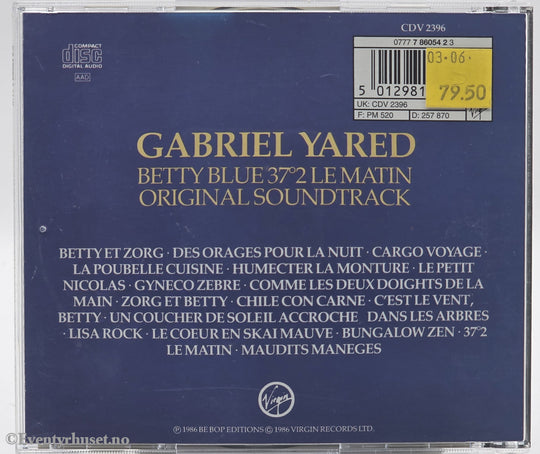 CDV 2396
COMPACT
disc
DIGITAL AUDIO
AAD
0777 7 86054 2 3
03·06·
5 012981
79.50
UK: CDV 2396
F: PM 520 D: 257 870
GABRIEL YARED
BETTY BLUE 37°2 LE MATIN
ORIGINAL SOUNDTRACK
BETTY ET ZORG · DES ORAGES POUR LA NUIT · CARGO VOYAGE ·
LA POUBELLE CUISINE · HUMECTER LA MONTURE · LE PETIT
NICOLAS · GYNECO ZEBRE · COMME LES DEUX DOIGHTS DE LA
MAIN · ZORG ET BETTY · CHILE CON CARNE · C'EST LE VENT,
BETTY · UN COUCHER DE SOLEIL ACCROCHE DANS LES ARBRES
· LISA ROCK · LE COEUR EN SKAI MAUVE · BUNGALOW ZEN · 37°2
LE MATIN · MAUDITS MANEGES
Virgin
℗ 1986 BE BOP EDITIONS © 1986 VIRGIN RECORDS LTD.
© Eventyrhuset.no